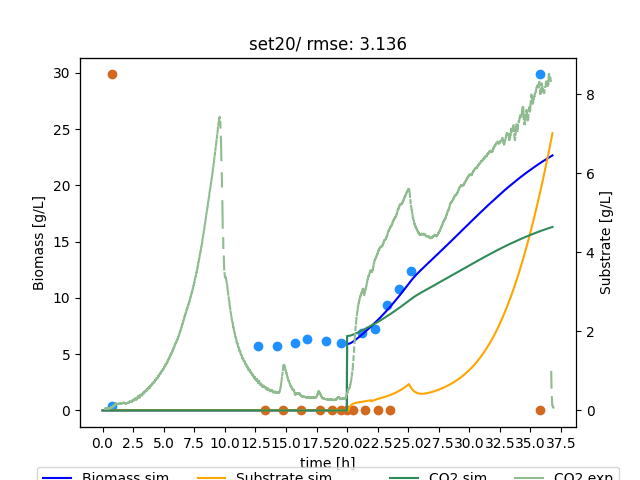 set20/ rmse: 3.136
30
25
20
15
10
5
0
Biomass [g/L]
8
6
4
2
0
Substrate [g/L]
0.0 2.5 5.0 7.5 10.0 12.5 15.0 17.5 20.0 22.5 25.0 27.5 30.0 32.5 35.0 37.5
time [h]
Biomass sim Substrate sim CO2 sim CO2 exp